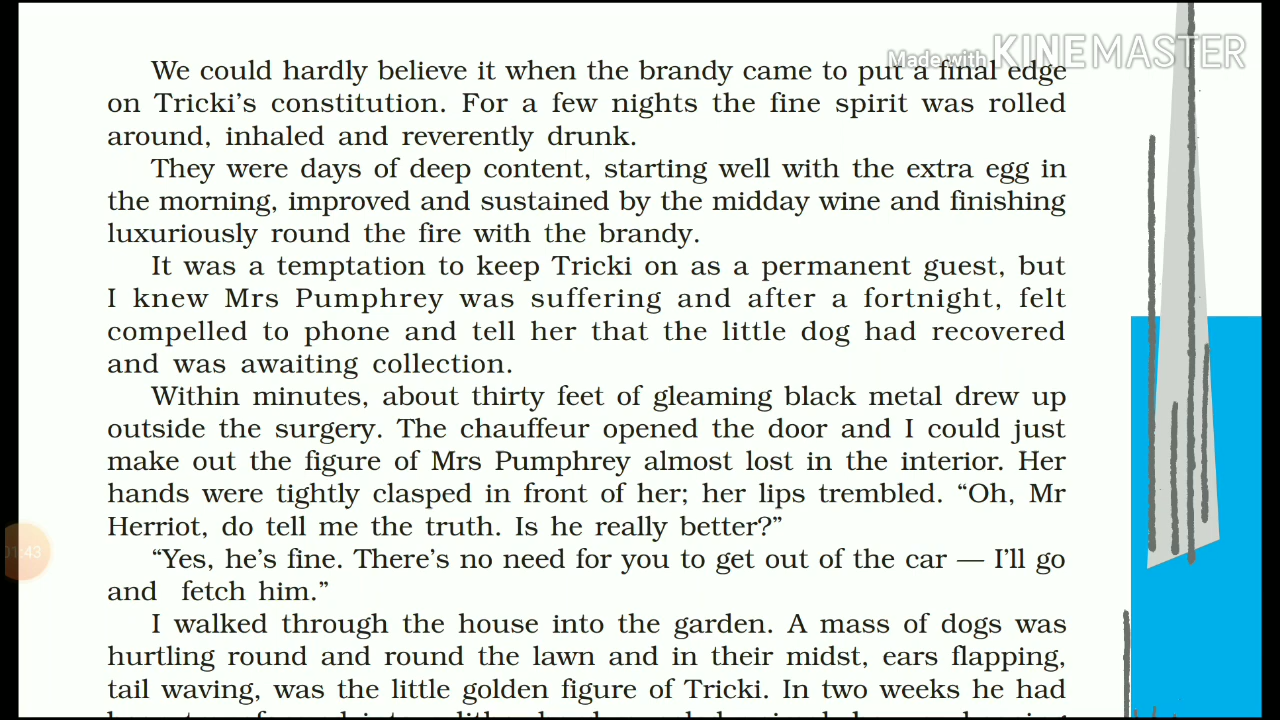 Made with KINEMASTER
We could hardly believe it when the brandy came to put a final edge
on Tricki's constitution. For a few nights the fine spirit was rolled
around, inhaled and reverently drunk.
They were days of deep content, starting well with the extra egg in
the morning, improved and sustained by the midday wine and finishing
luxuriously round the fire with the brandy.
It was a temptation to keep Tricki on as a permanent guest, but
I knew Mrs Pumphrey was suffering and after a fortnight, felt
compelled to phone and tell her that the little dog had recovered
and was awaiting collection.
Within minutes, about thirty feet of gleaming black metal drew up
outside the surgery. The chauffeur opened the door and I could just
make out the figure of Mrs Pumphrey almost lost in the interior. Her
hands were tightly clasped in front of her; her lips trembled. “Oh, Mr
Herriot, do tell me the truth. Is he really better?”
“Yes, he's fine. There's no need for you to get out of the car — I'll go
and fetch him.”
I walked through the house into the garden. A mass of dogs was
hurtling round and round the lawn and in their midst, ears flapping,
tail waving, was the little golden figure of Tricki. In two weeks he had